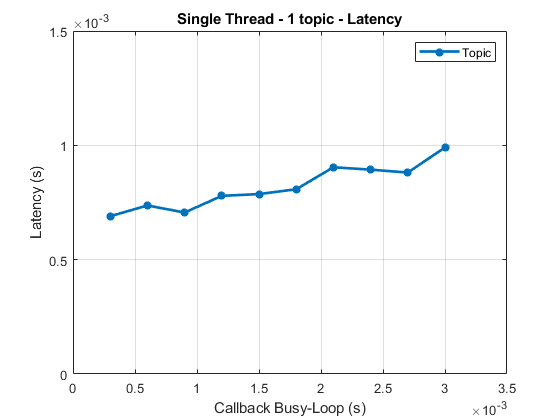 Single Thread - 1 topic - Latency
×10-3
Topic
1.5
1
0.5
0
Latency (s)
0 0.5 1 1.5 2 2.5 3 3.5
Callback Busy-Loop (s)
×10-3